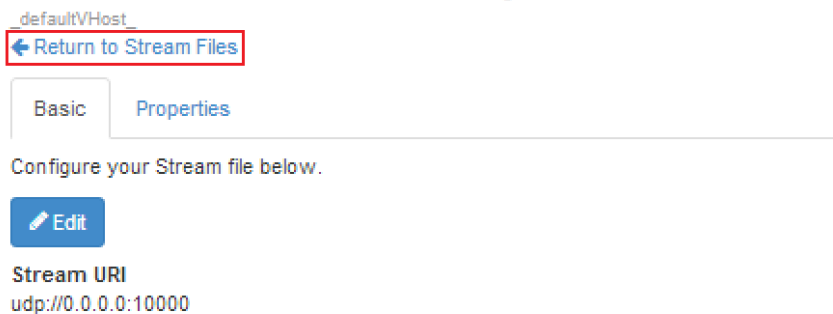 _defaultVHost_
Return to Stream Files
Basic Properties
Configure your Stream file below.
Edit
Stream URI
udp://0.0.0.0:10000